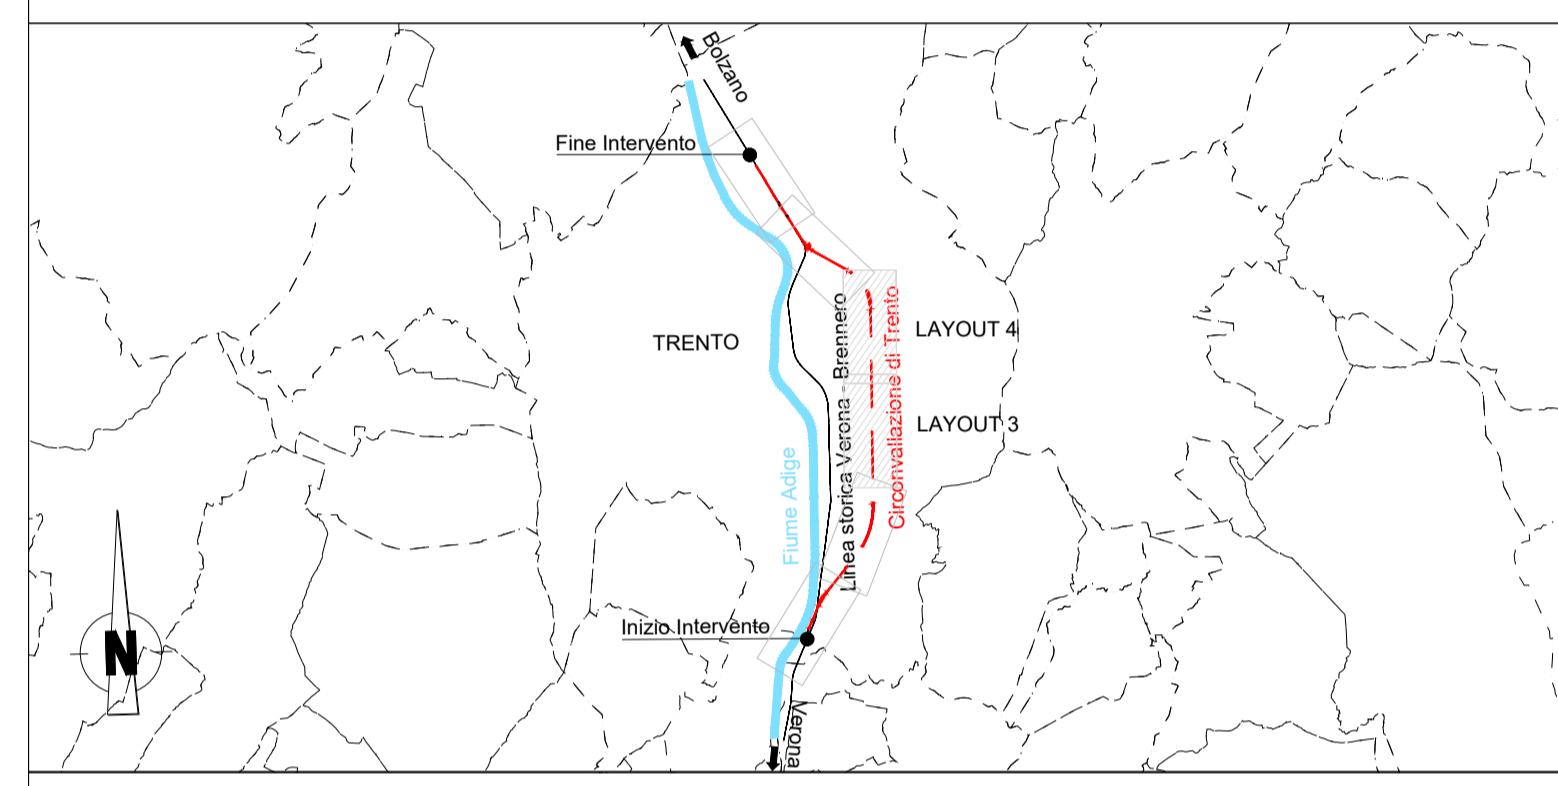 Bolzano
Fine Intervento
TRENTO
LAYOUT 4
Linea storica Verona - Brennero
Circonvallazione di Trento
LAYOUT 3
Fiume Adige
Inizio Intervento
N
Verona